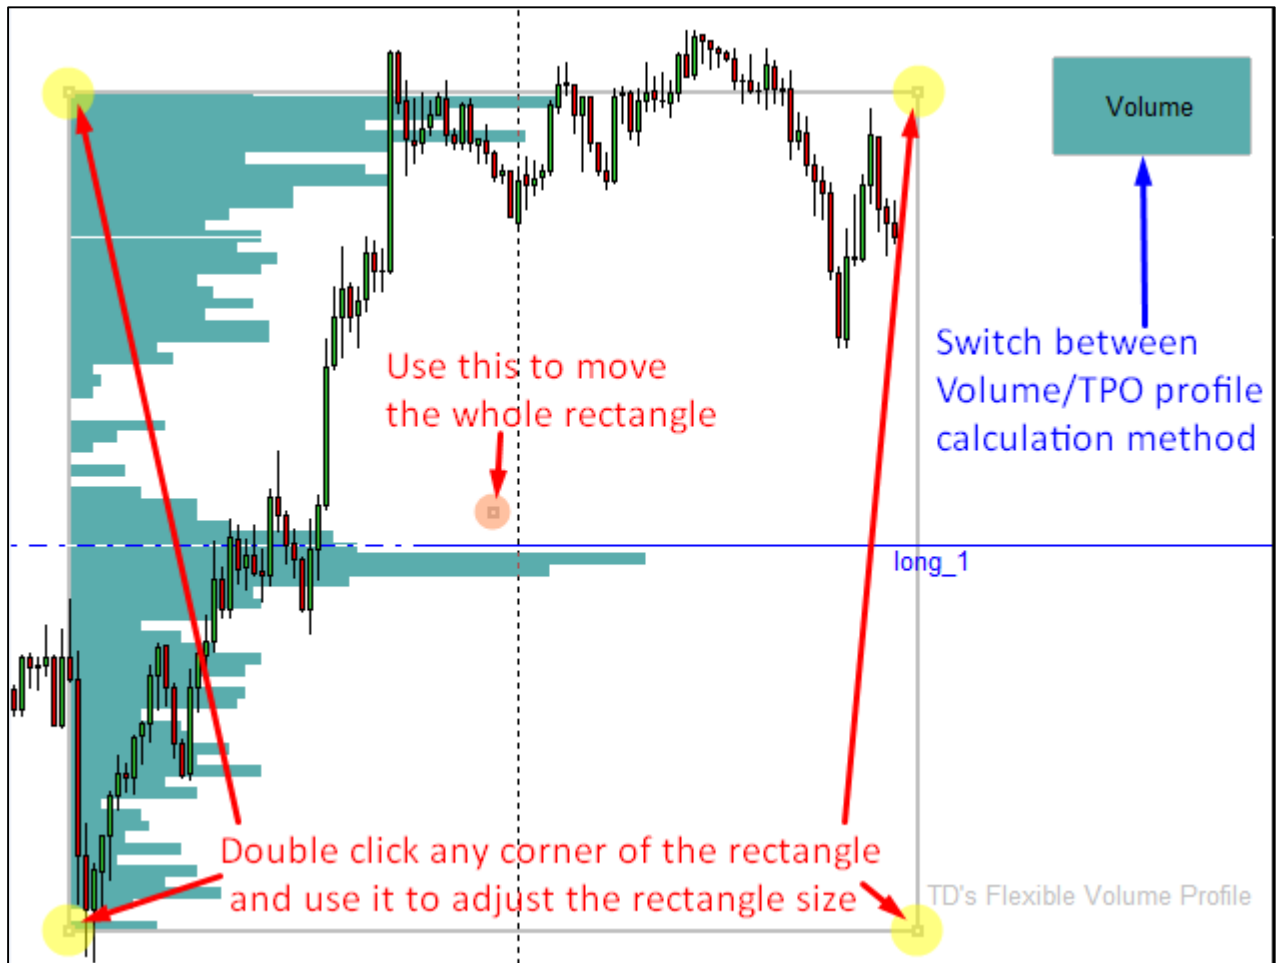 Volume
Use this to move
the whole rectangle
Switch between
Volume/TPO profile
calculation method
long_1
Double click any corner of the rectangle
and use it to adjust the rectangle size
TD's Flexible Volume Profile